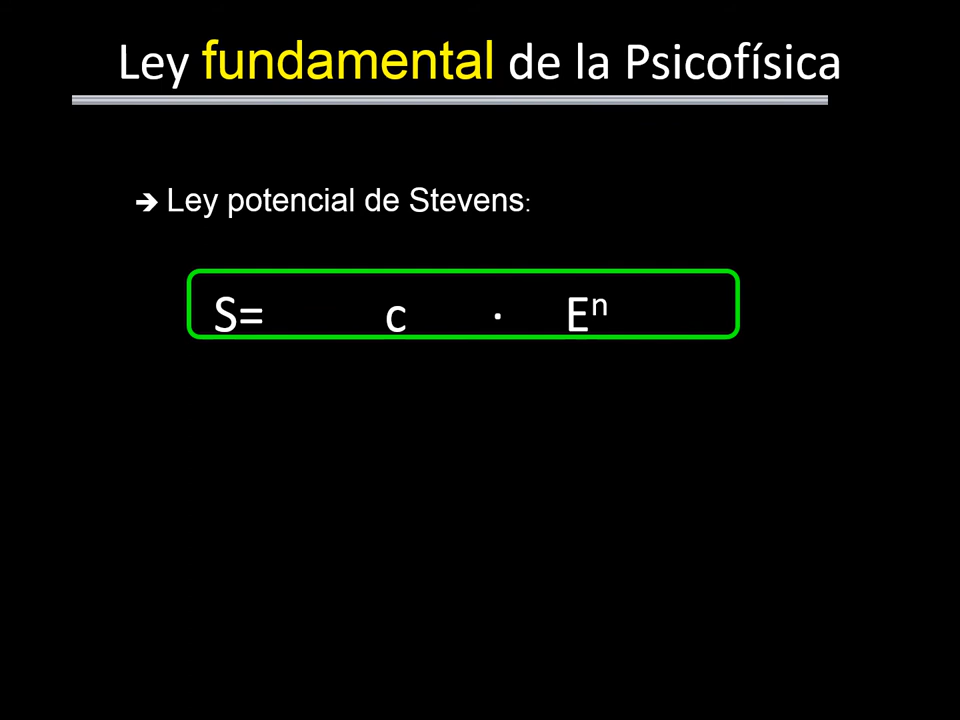 Ley fundamental de la Psicofísica
➔ Ley potencial de Stevens:
S= c · Eⁿ